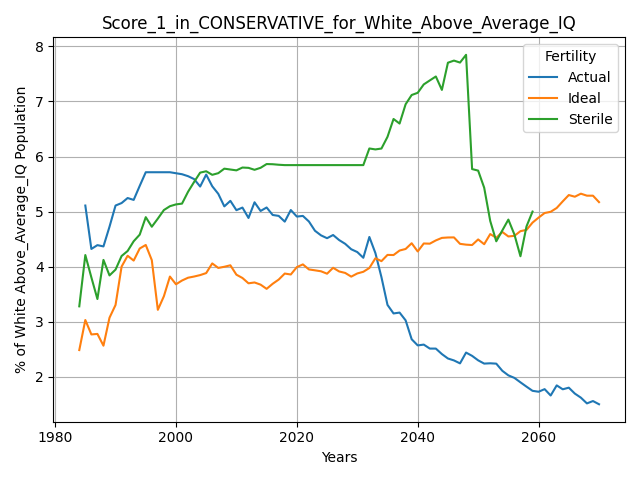 Score_1_in_CONSERVATIVE_for_White_Above_Average_IQ
% of White Above_Average_IQ Population
8
7
6
5
4
3
2
Fertility
Actual
Ideal
Sterile
1980
2000
2020
2040
2060
Years